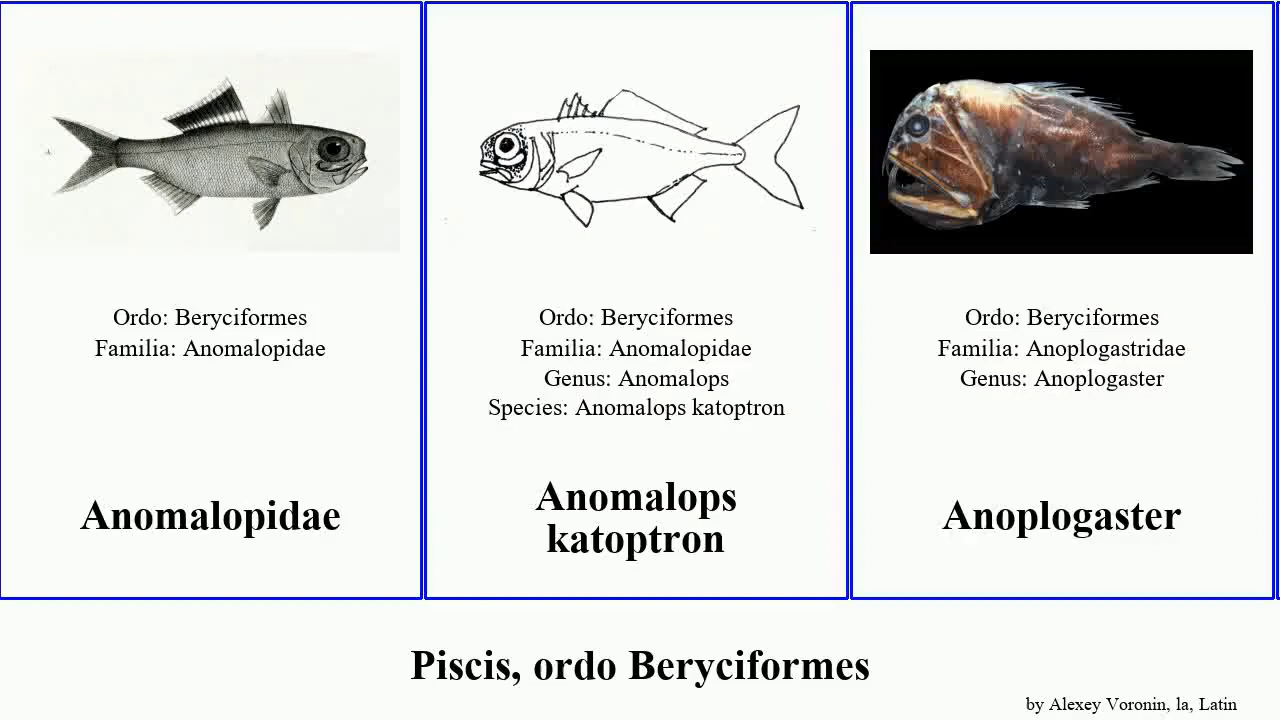 Ordo: Beryciformes
Familia: Anomalopidae
Anomalopidae
Ordo: Beryciformes
Familia: Anomalopidae
Genus: Anomalops
Species: Anomalops katoptron
Anomalops
katoptron
Ordo: Beryciformes
Familia: Anoplogastridae
Genus: Anoplogaster
Anoplogaster
Piscis, ordo Beryciformes
by Alexey Voronin, la, Latin